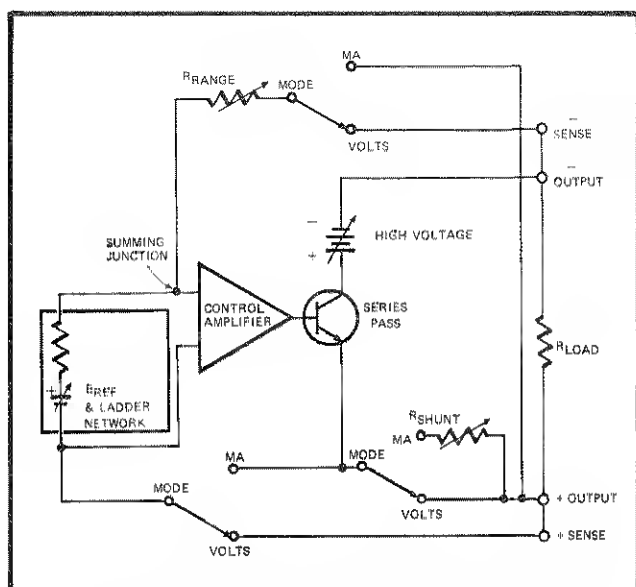 MA
RRANGE
MODE
VOLTS
−
SENSE
−
OUTPUT
−
+
HIGH VOLTAGE
SUMMING
JUNCTION
CONTROL
AMPLIFIER
SERIES
PASS
RLOAD
+
EREF
& LADDER
NETWORK
RSHUNT
MA
MA
MODE
VOLTS
+ OUTPUT
MODE
VOLTS
+ SENSE